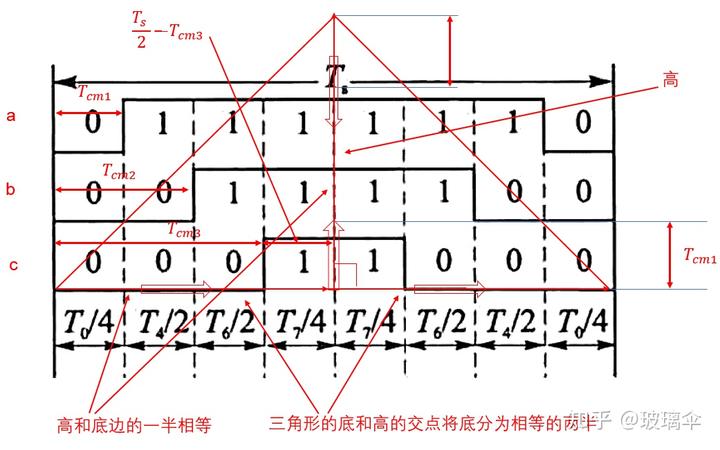 $\frac{T_s}{2} - T_{cm3}$
T_s
高
T_{cm1}
a 0 1 1 1 1 1 1 0
T_{cm2}
b 0 0 1 1 1 1 0 0
T_{cm3}
T_{cm1}
c 0 0 0 1 1 0 0 0
T_0/4 T_4/2 T_6/2 T_7/4 T_7/4 T_6/2 T_4/2 T_0/4
高和底边的一半相等
三角形的底和高的交点将底分为相等的两半
知乎 @玻璃伞